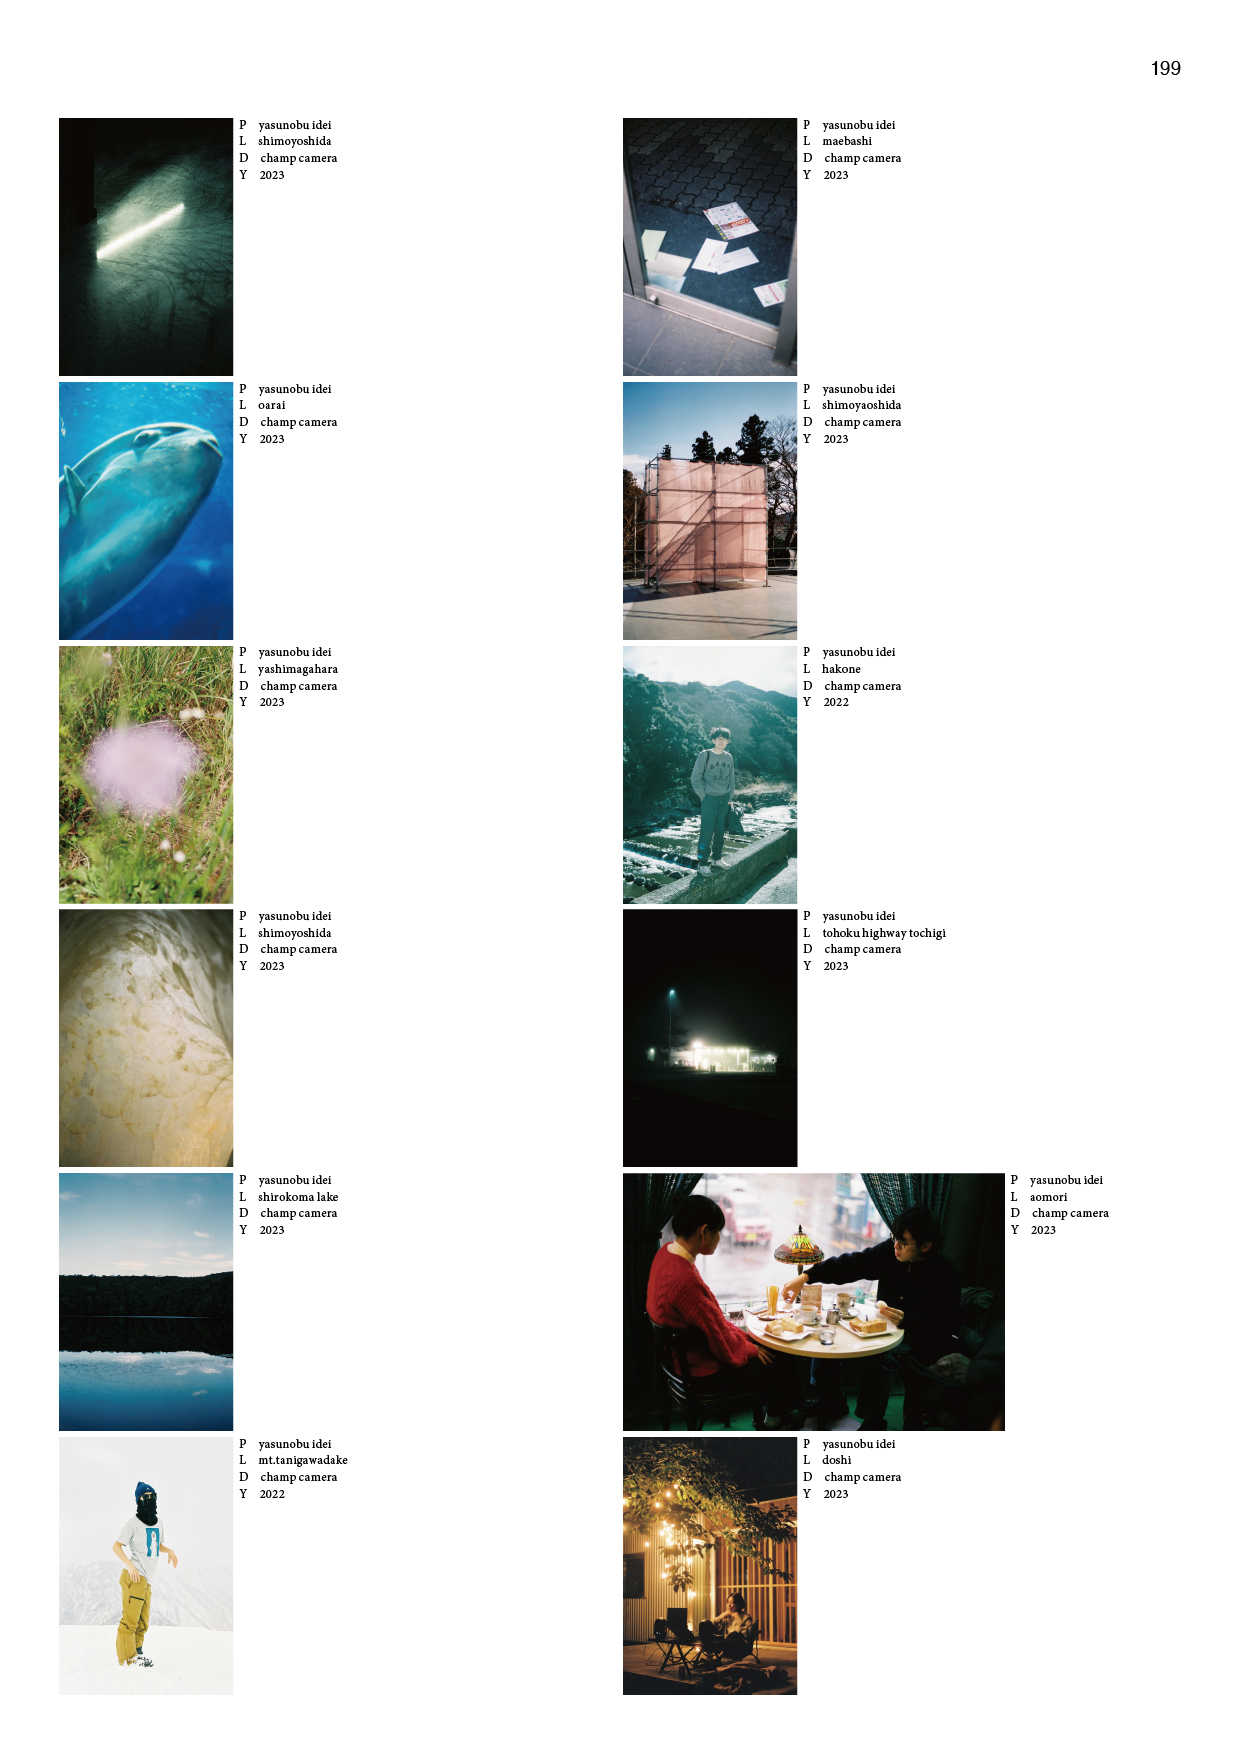 199
P yasunobu idei
L shimoyoshida
D champ camera
Y 2023
P yasunobu idei
L oarai
D champ camera
Y 2023
P yasunobu idei
L yashimagahara
D champ camera
Y 2023
P yasunobu idei
L shimoyoshida
D champ camera
Y 2023
P yasunobu idei
L shirokoma lake
D champ camera
Y 2023
P yasunobu idei
L mt.tanigawadake
D champ camera
Y 2022
P yasunobu idei
L maebashi
D champ camera
Y 2023
P yasunobu idei
L shimoyaoshida
D champ camera
Y 2023
P yasunobu idei
L hakone
D champ camera
Y 2022
P yasunobu idei
L tohoku highway tochigi
D champ camera
Y 2023
P yasunobu idei
L aomori
D champ camera
Y 2023
P yasunobu idei
L doshi
D champ camera
Y 2023